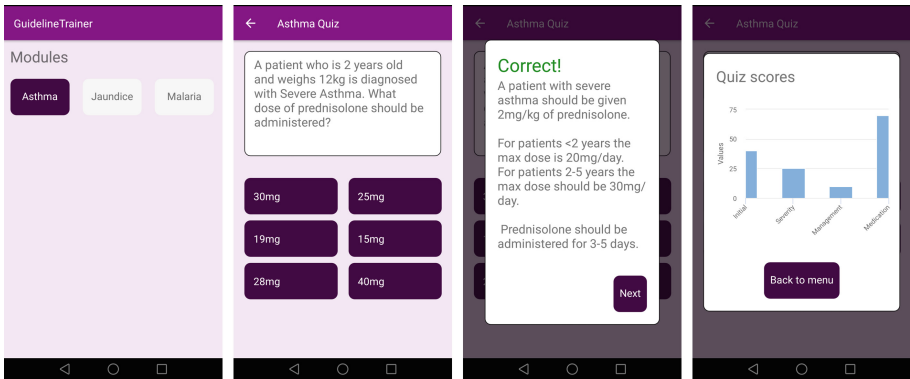 GuidelineTrainer
Modules
Asthma
Jaundice
Malaria
Asthma Quiz
A patient who is 2 years old
and weighs 12kg is diagnosed
with Severe Asthma. What
dose of prednisolone should be
administered?
30mg
25mg
19mg
15mg
28mg
40mg
Asthma Quiz
Correct!
A patient with severe
asthma should be given
2mg/kg of prednisolone.
For patients <2 years the
max dose is 20mg/day.
For patients 2-5 years the
max dose should be 30mg/
day.
Prednisolone should be
administered for 3-5 days.
Next
Asthma Quiz
Quiz scores
Values
75
50
25
0
Initial
Severity
Management
Medication
Back to menu